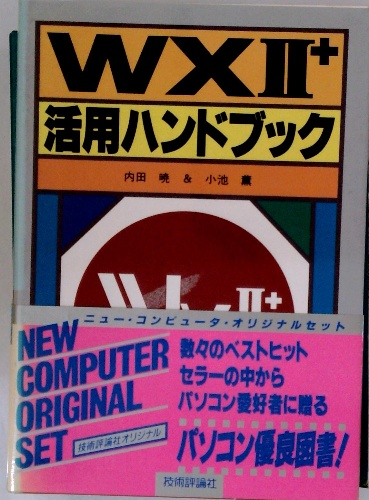 WXII+
活用ハンドブック
内田 暁 & 小池 薫
WX II+
ニュー・コンピュータ・オリジナルセット
NEW
COMPUTER
ORIGINAL
SET
技術評論社オリジナル
数々のベストヒット
セラーの中から
パソコン愛好者に贈る
パソコン優良図書!
技術評論社